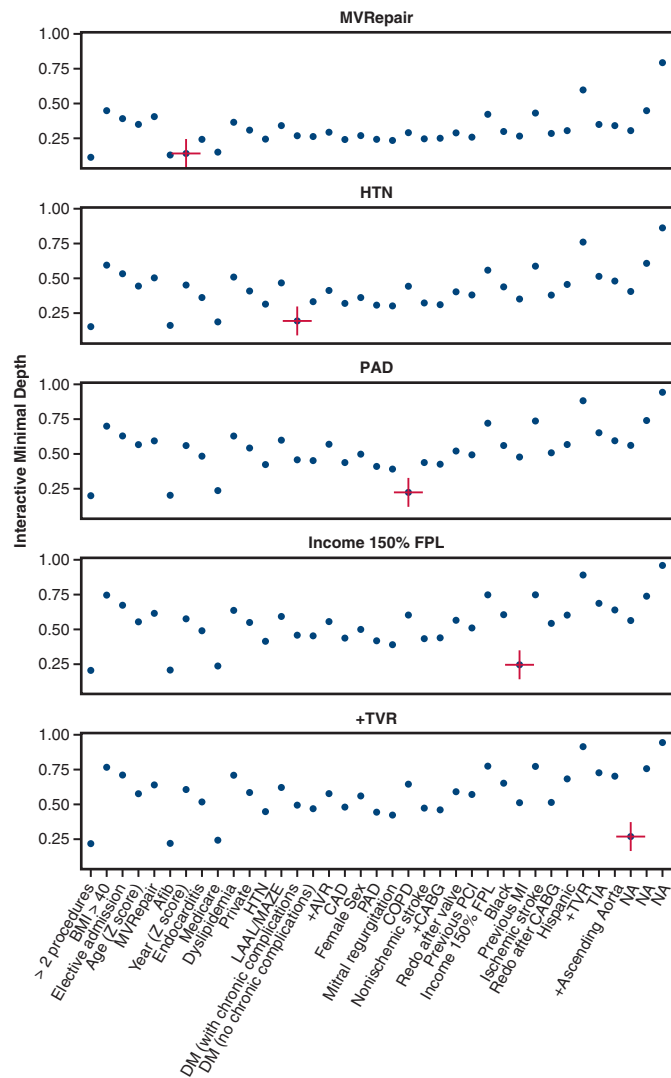 MVRepair
1.00
0.75
0.50
0.25
HTN
1.00
0.75
0.50
0.25
PAD
1.00
0.75
0.50
0.25
Interactive Minimal Depth
Income 150% FPL
1.00
0.75
0.50
0.25
+TVR
1.00
0.75
0.50
0.25
> 2 procedures
BMI > 40
Elective admission
Age (Z score)
MVRepair
Afib
Year (Z score)
Endocarditis
Medicare
Dyslipidemia
Private
HTN
LAAL/MAZE
DM (with chronic complications
DM (no chronic complications)
+AVR
CAD
Female Sex
PAD
Mitral regurgitation
COPD
Nonischemic stroke
+CABG
Redo after valve
Previous PCI
Income 150% FPL
Black
Previous MI
Ischemic stroke
Redo after CABG
Hispanic
+TVR
TIA
+Ascending Aorta
NA
NA
NA